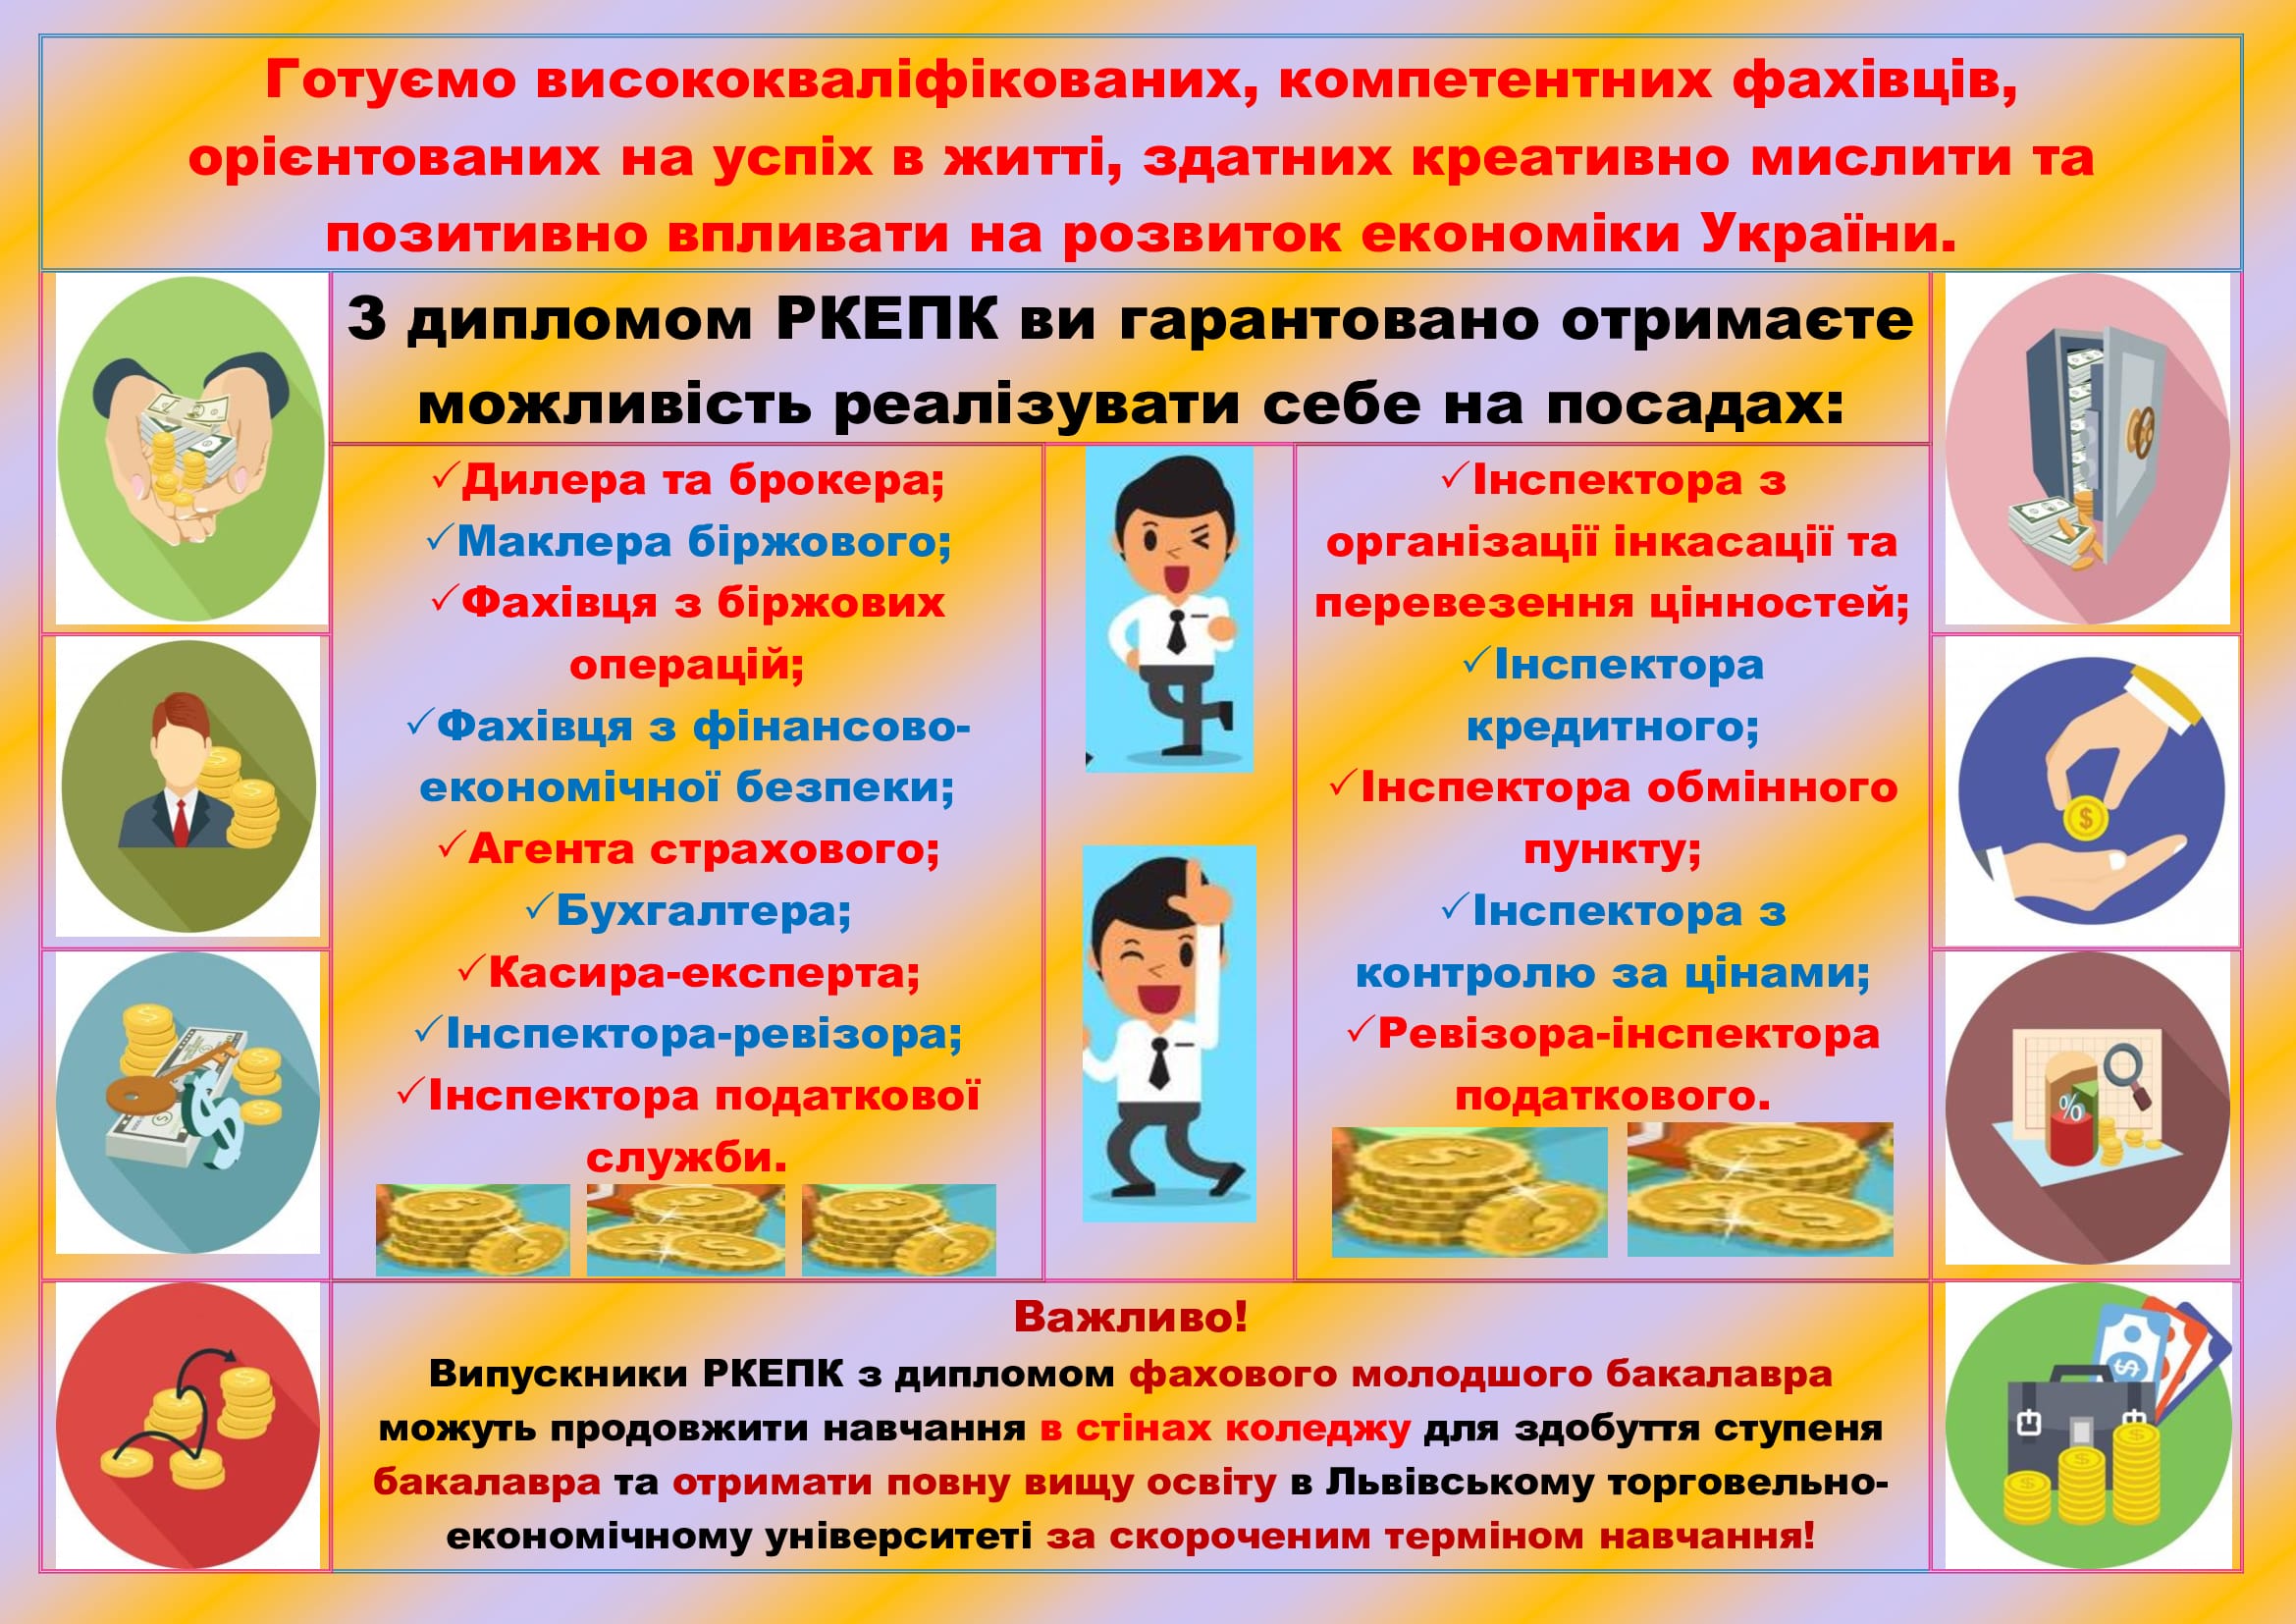 Готуємо висококваліфікованих, компетентних фахівців,
орієнтованих на успіх в житті, здатних креативно мислити та
позитивно впливати на розвиток економіки України.
З дипломом РКЕПК ви гарантовано отримаєте
можливість реалізувати себе на посадах:
✓Дилера та брокера;
✓Маклера біржового;
✓Фахівця з біржових
операцій;
✓Фахівця з фінансово-
економічної безпеки;
✓Агента страхового;
✓Бухгалтера;
✓Касира-експерта;
✓Інспектора-ревізора;
✓Інспектора податкової
служби.
✓Інспектора з
організації інкасації та
перевезення цінностей;
✓Інспектора
кредитного;
✓Інспектора обмінного
пункту;
✓Інспектора з
контролю за цінами;
✓Ревізора-інспектора
податкового.
Важливо!
Випускники РКЕПК з дипломом фахового молодшого бакалавра
можуть продовжити навчання в стінах коледжу для здобуття ступеня
бакалавра та отримати повну вищу освіту в Львівському торговельно-
економічному університеті за скороченим терміном навчання!